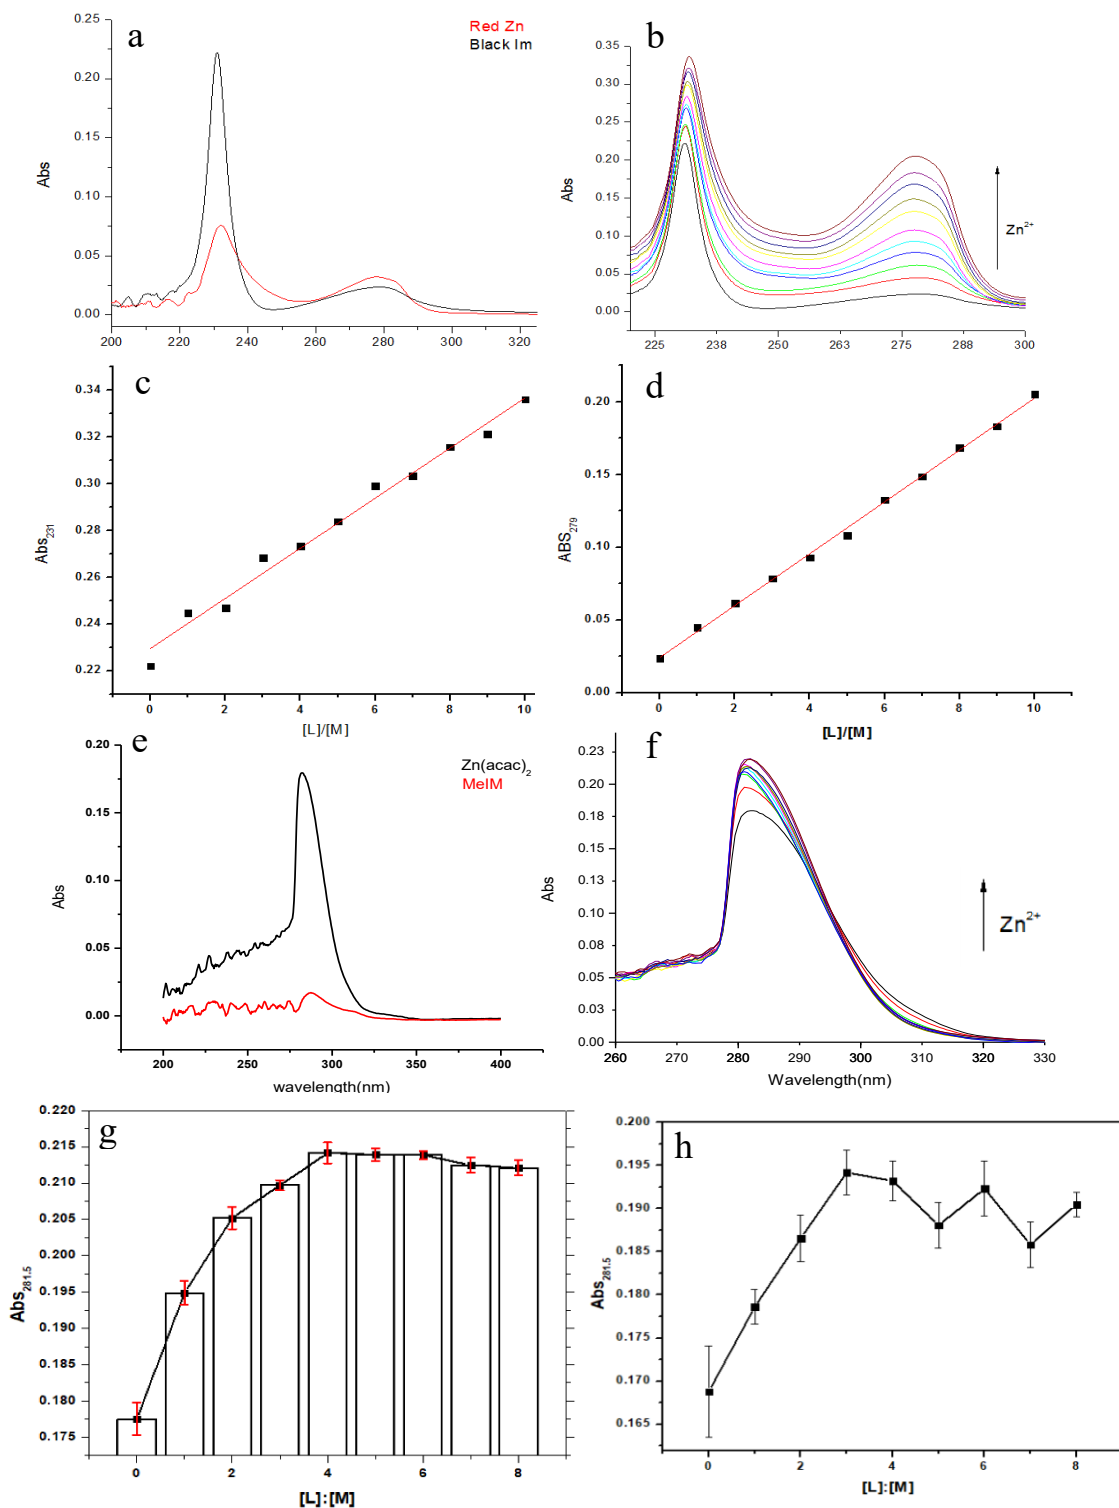 a
Red Zn
Black Im
0.25
0.20
0.15
0.10
0.05
0.00
Abs
200 220 240 260 280 300 320
b
0.35
0.30
0.25
0.20
0.15
0.10
0.05
0.00
Abs
Zn²⁺
225 238 250 263 275 288 300
c
0.34
0.32
0.30
0.28
0.26
0.24
0.22
Abs₂₃₁
0 2 4 6 8 10
[L]/[M]
d
0.20
0.15
0.10
0.05
0.00
ABS₂₇₉
0 2 4 6 8 10
[L]/[M]
e
Zn(acac)₂
MeIM
0.20
0.15
0.10
0.05
0.00
Abs
200 250 300 350 400
wavelength(nm)
f
0.23
0.20
0.18
0.15
0.13
0.10
0.08
0.05
0.03
0.00
Abs
Zn²⁺
260 270 280 290 300 310 320 330
Wavelength(nm)
g
0.220
0.215
0.210
0.205
0.200
0.195
0.190
0.185
0.180
0.175
Abs₂₈₁.₅
0 2 4 6 8
[L]:[M]
h
0.200
0.195
0.190
0.185
0.180
0.175
0.170
0.165
Abs₂₈₁.₅
0 2 4 6 8
[L]:[M]